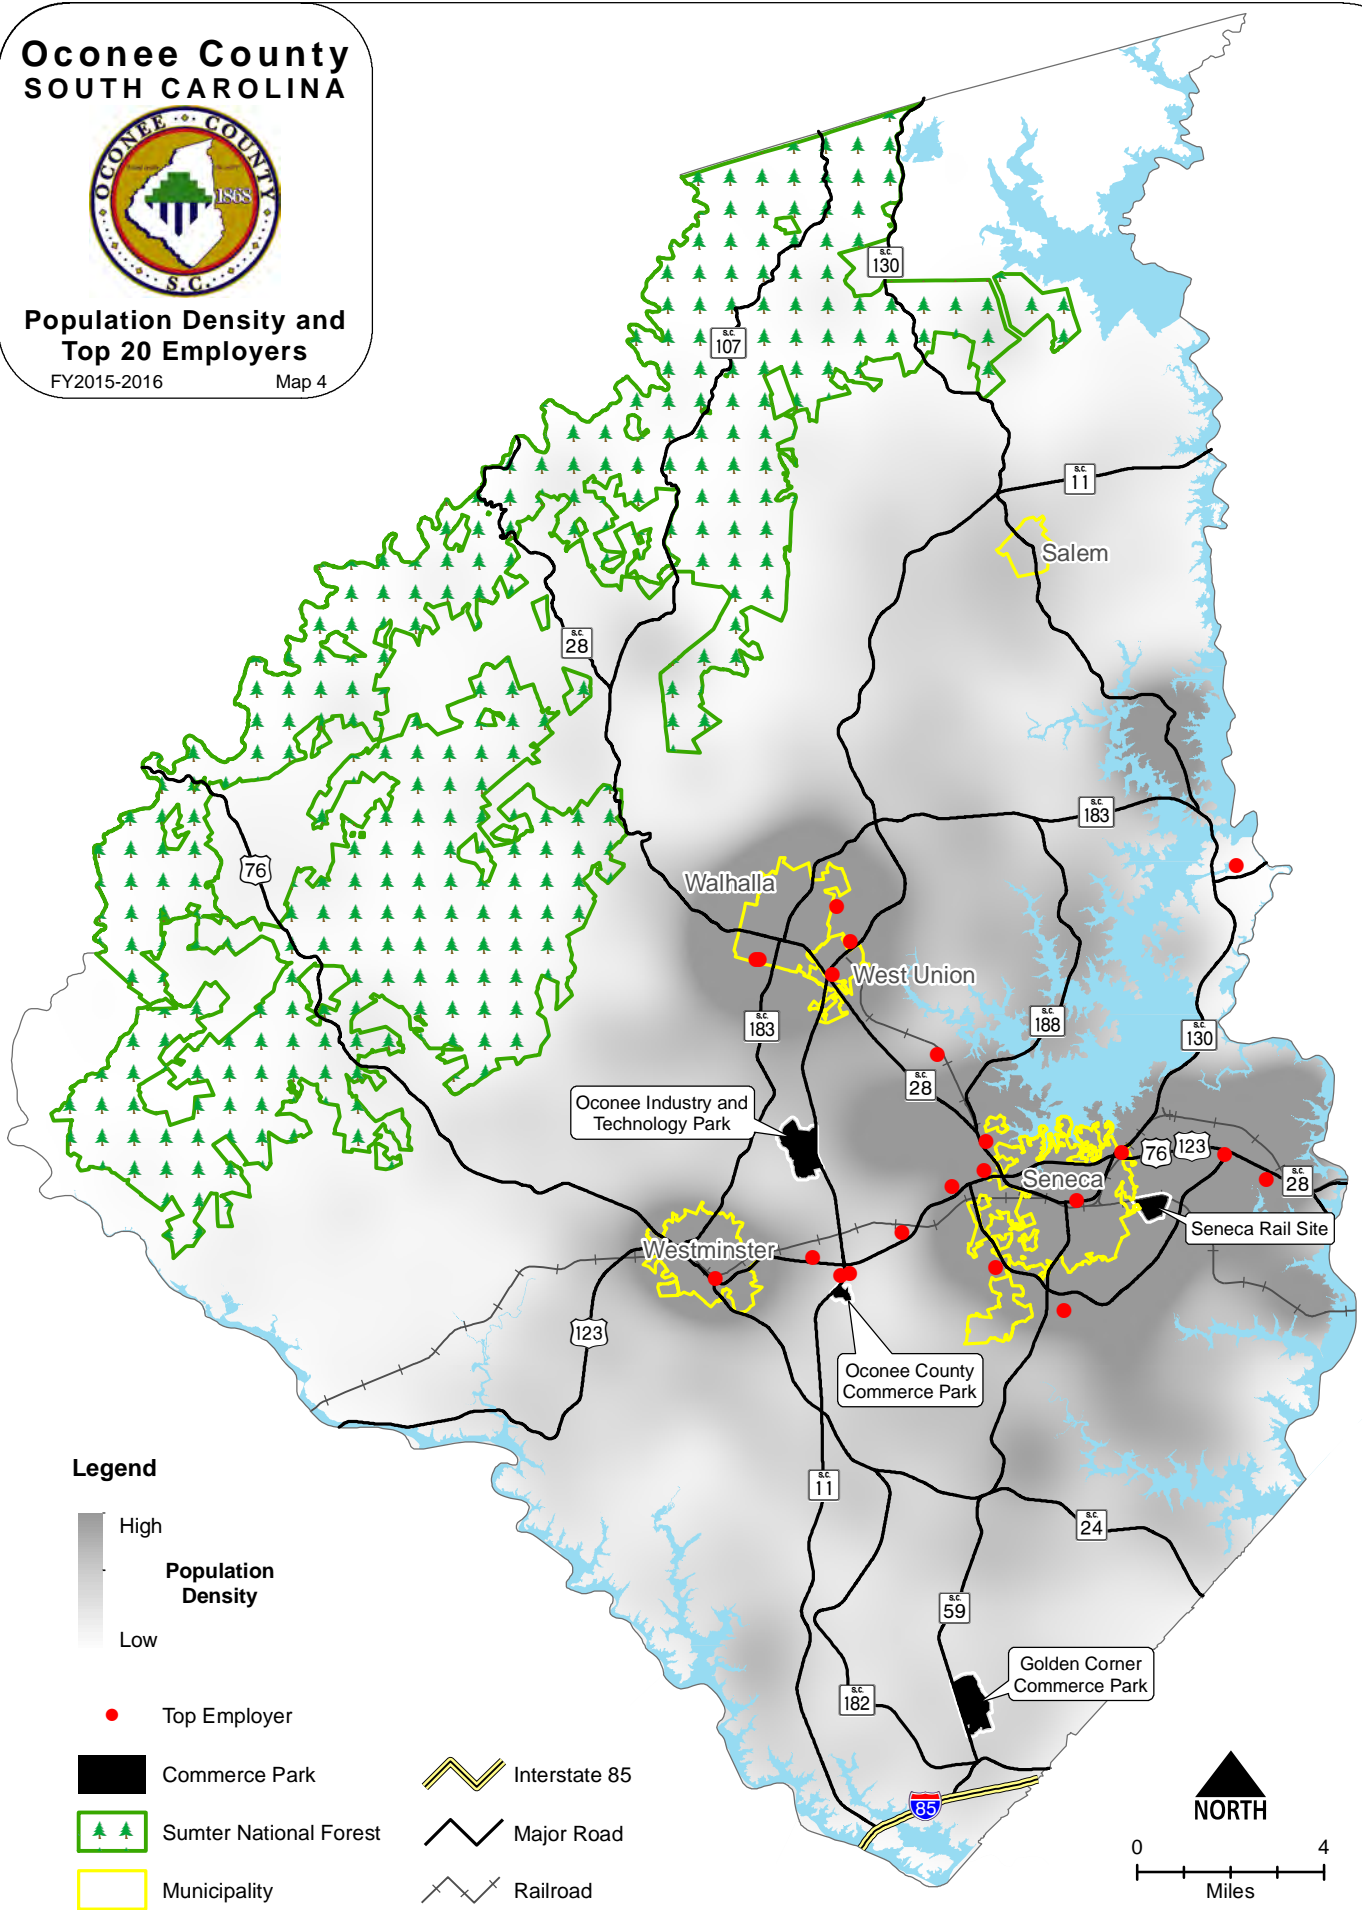 Oconee County
SOUTH CAROLINA
OCONEE COUNTY
1868
S.C.
Population Density and
Top 20 Employers
FY2015-2016 Map 4
S.C.
130
S.C.
107
S.C.
11
Salem
S.C.
28
S.C.
183
76
Walhalla
West Union
S.C.
183
S.C.
188
S.C.
130
S.C.
28
Oconee Industry and
Technology Park
76
123
Seneca
S.C.
28
Seneca Rail Site
Westminster
123
Oconee County
Commerce Park
S.C.
11
S.C.
24
S.C.
59
Golden Corner
Commerce Park
S.C.
182
85
Legend
High
Population
Density
Low
Top Employer
Commerce Park
Sumter National Forest
Municipality
Interstate 85
Major Road
Railroad
NORTH
0 4
Miles